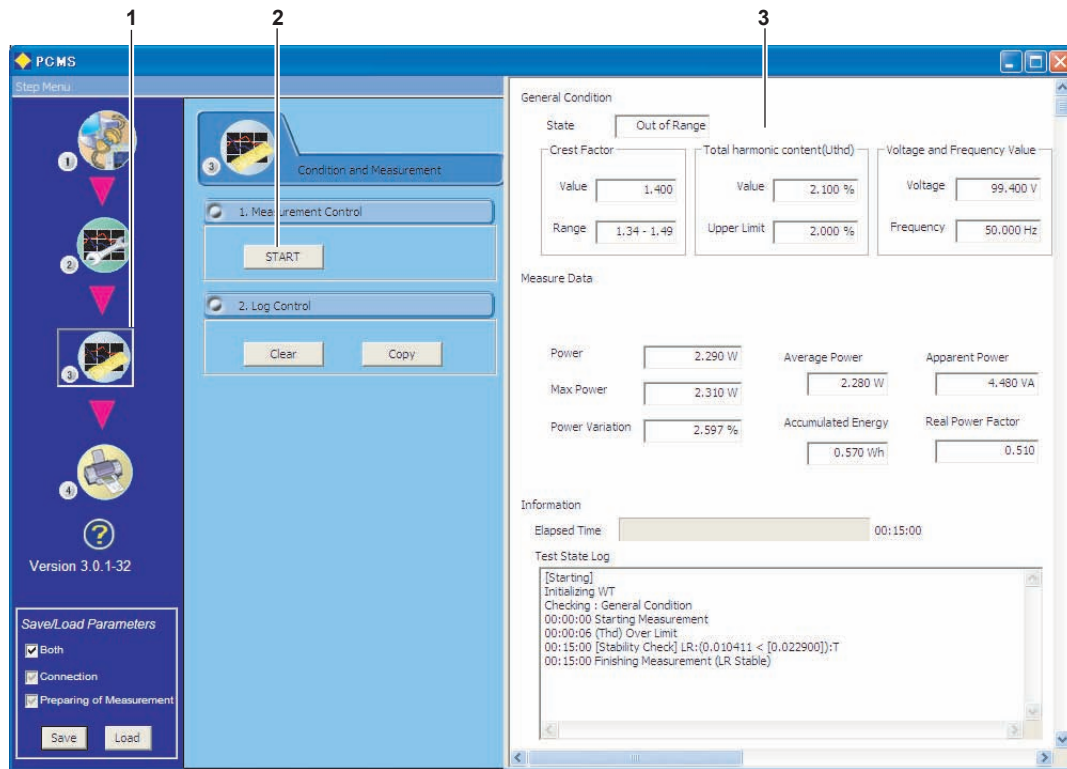 1 2 3
PCMS
Step Menu
1
2
3
4
Version 3.0.1-32
Save/Load Parameters
Both
Connection
Preparing of Measurement
Save Load
3 Condition and Measurement
1. Measurement Control
START
2. Log Control
Clear Copy
General Condition
State Out of Range
Crest Factor
Value 1.400
Range 1.34 - 1.49
Total harmonic content(Uthd)
Value 2.100 %
Upper Limit 2.000 %
Voltage and Frequency Value
Voltage 99.400 V
Frequency 50.000 Hz
Measure Data
Power 2.290 W
Max Power 2.310 W
Power Variation 2.597 %
Average Power
2.280 W
Accumulated Energy
0.570 Wh
Apparent Power
4.480 VA
Real Power Factor
0.510
Information
Elapsed Time 00:15:00
Test State Log
[Starting]
Initializing WT
Checking : General Condition
00:00:00 Starting Measurement
00:00:06 (Thd) Over Limit
00:15:00 [Stability Check] LR:(0.010411 < [0.022900]):T
00:15:00 Finishing Measurement (LR Stable)